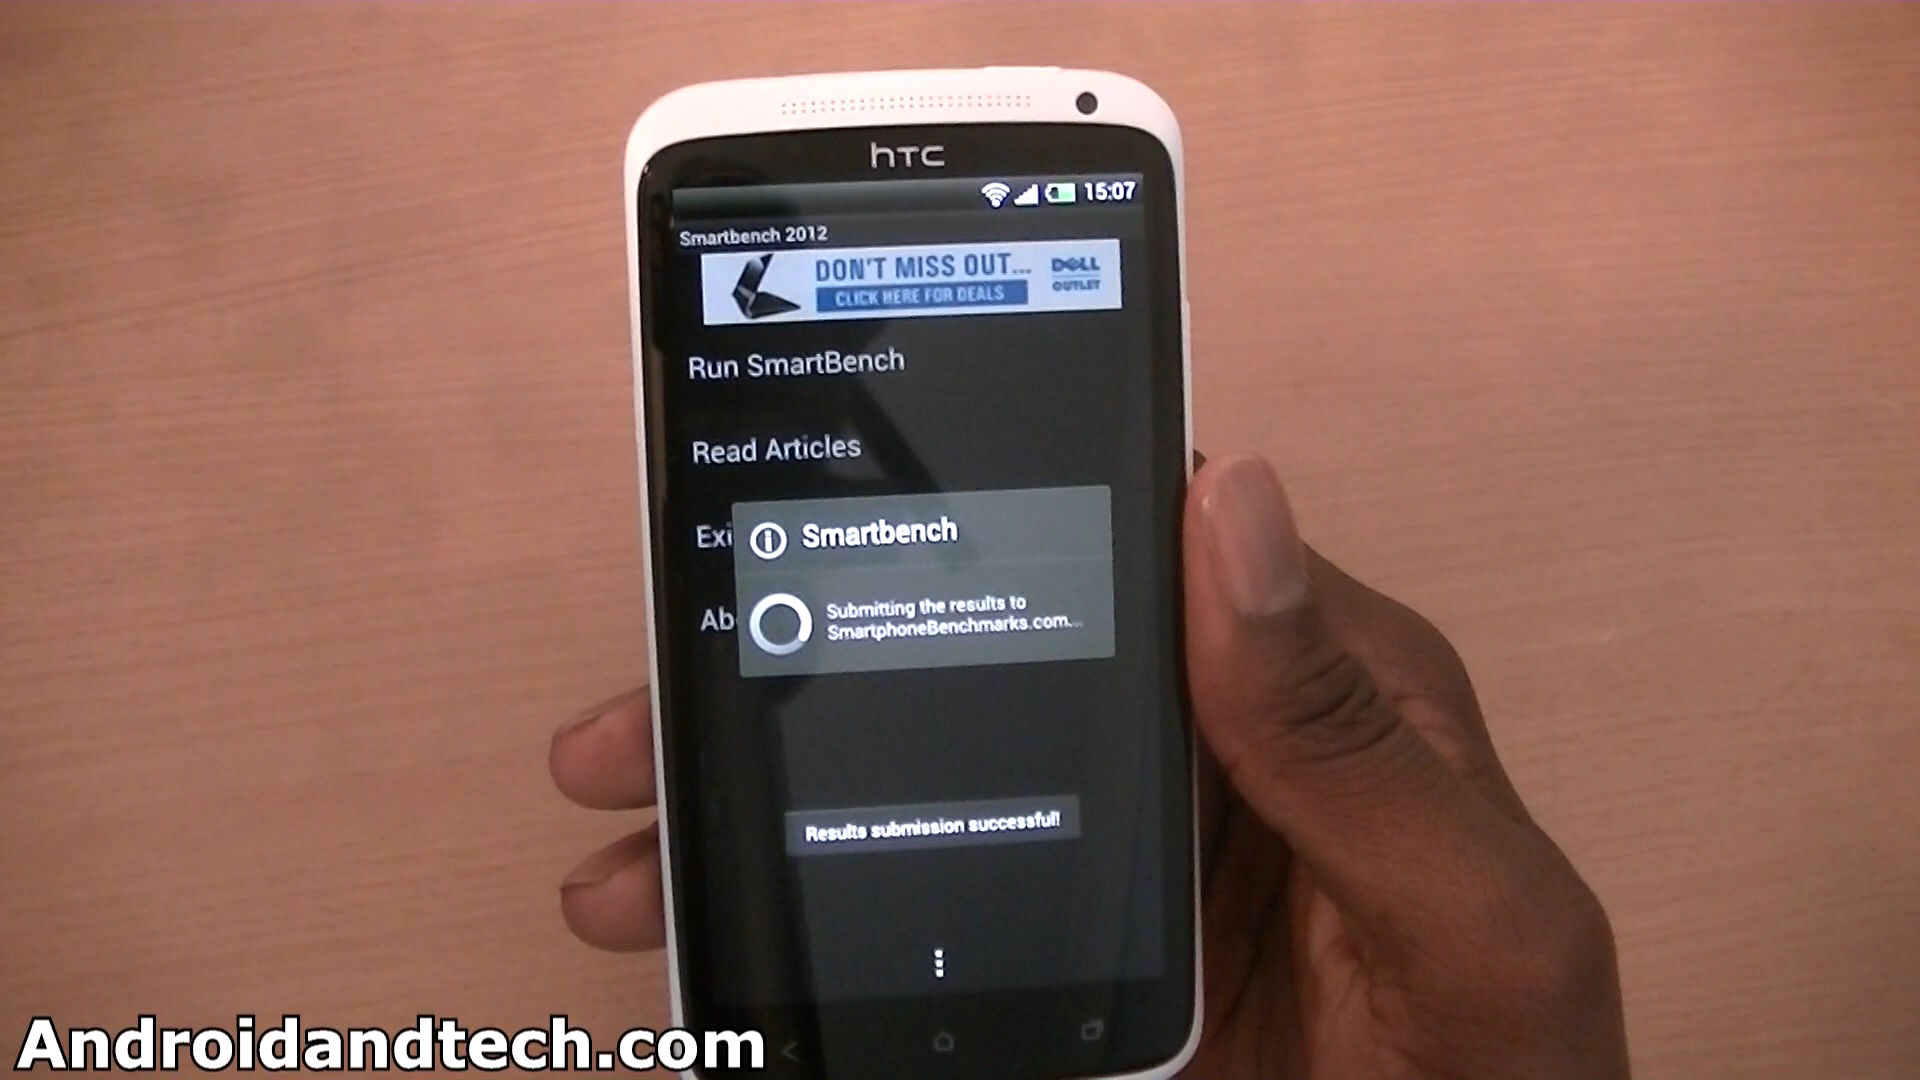 hTC
15:07
Smartbench 2012
DON'T MISS OUT...
CLICK HERE FOR DEALS
DELL
OUTLET
Run SmartBench
Read Articles
Exi
Smartbench
Ab
Submitting the results to
SmartphoneBenchmarks.com...
Results submission successful!
Androidandtech.com